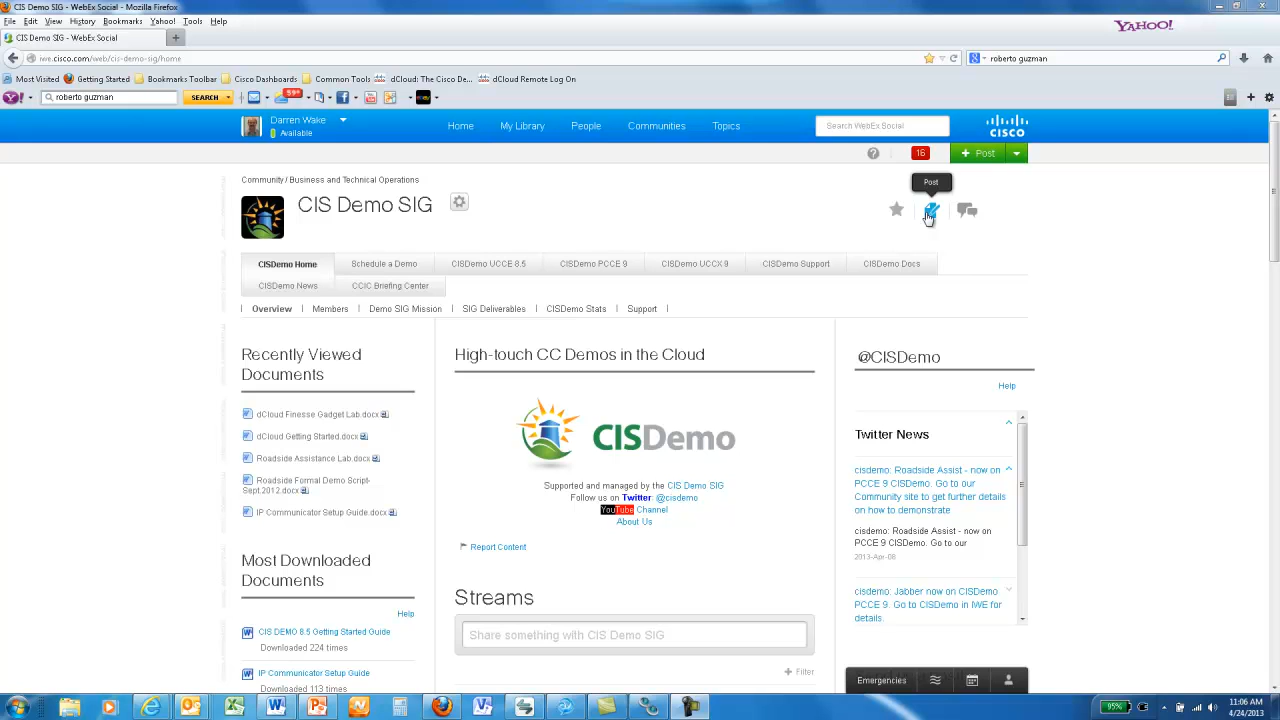 CIS Demo SIG - WebEx Social - Mozilla Firefox
File Edit View History Bookmarks Yahoo! Tools Help
YAHOO!
CIS Demo SIG - WebEx Social
iwe.cisco.com/web/cis-demo-sig/home
roberto guzman
Most Visited Getting Started Bookmarks Toolbar Cisco Dashboards Common Tools dCloud: The Cisco De... dCloud Remote Log On
roberto guzman SEARCH 59°
Darren Wake
Available
Home My Library People Communities Topics
Search WebEx Social
CISCO
16
+ Post
Community / Business and Technical Operations
Post
CIS Demo SIG
CISDemo Home Schedule a Demo CISDemo UCCE 8.5 CISDemo PCCE 9 CISDemo UCCX 9 CISDemo Support CISDemo Docs
CISDemo News CCIC Briefing Center
Overview Members Demo SIG Mission SIG Deliverables CISDemo Stats Support
Recently Viewed
Documents
dCloud Finesse Gadget Lab.docx
dCloud Getting Started.docx
Roadside Assistance Lab.docx
Roadside Formal Demo Script-
Sept.2012.docx
IP Communicator Setup Guide.docx
Most Downloaded
Documents
Help
CIS DEMO 8.5 Getting Started Guide
Downloaded 224 times
IP Communicator Setup Guide
Downloaded 113 times
High-touch CC Demos in the Cloud
CISDemo
Supported and managed by the CIS Demo SIG
Follow us on Twitter: @cisdemo
YouTube Channel
About Us
Report Content
Streams
Share something with CIS Demo SIG
+ Filter
@CISDemo
Help
Twitter News
cisdemo: Roadside Assist - now on
PCCE 9 CISDemo. Go to our
Community site to get further details
on how to demonstrate
cisdemo: Roadside Assist - now on
PCCE 9 CISDemo. Go to our
2013-Apr-08
cisdemo: Jabber now on CISDemo
PCCE 9. Go to CISDemo in IWE for
details.
Emergencies
95%
11:06 AM
4/24/2013